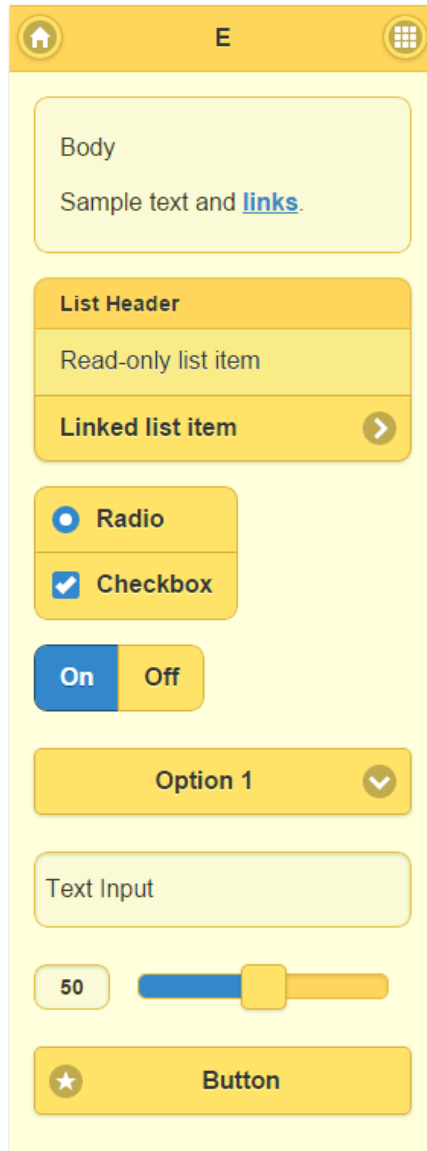 E
Body
Sample text and links.
List Header
Read-only list item
Linked list item
Radio
Checkbox
On Off
Option 1
Text Input
50
Button